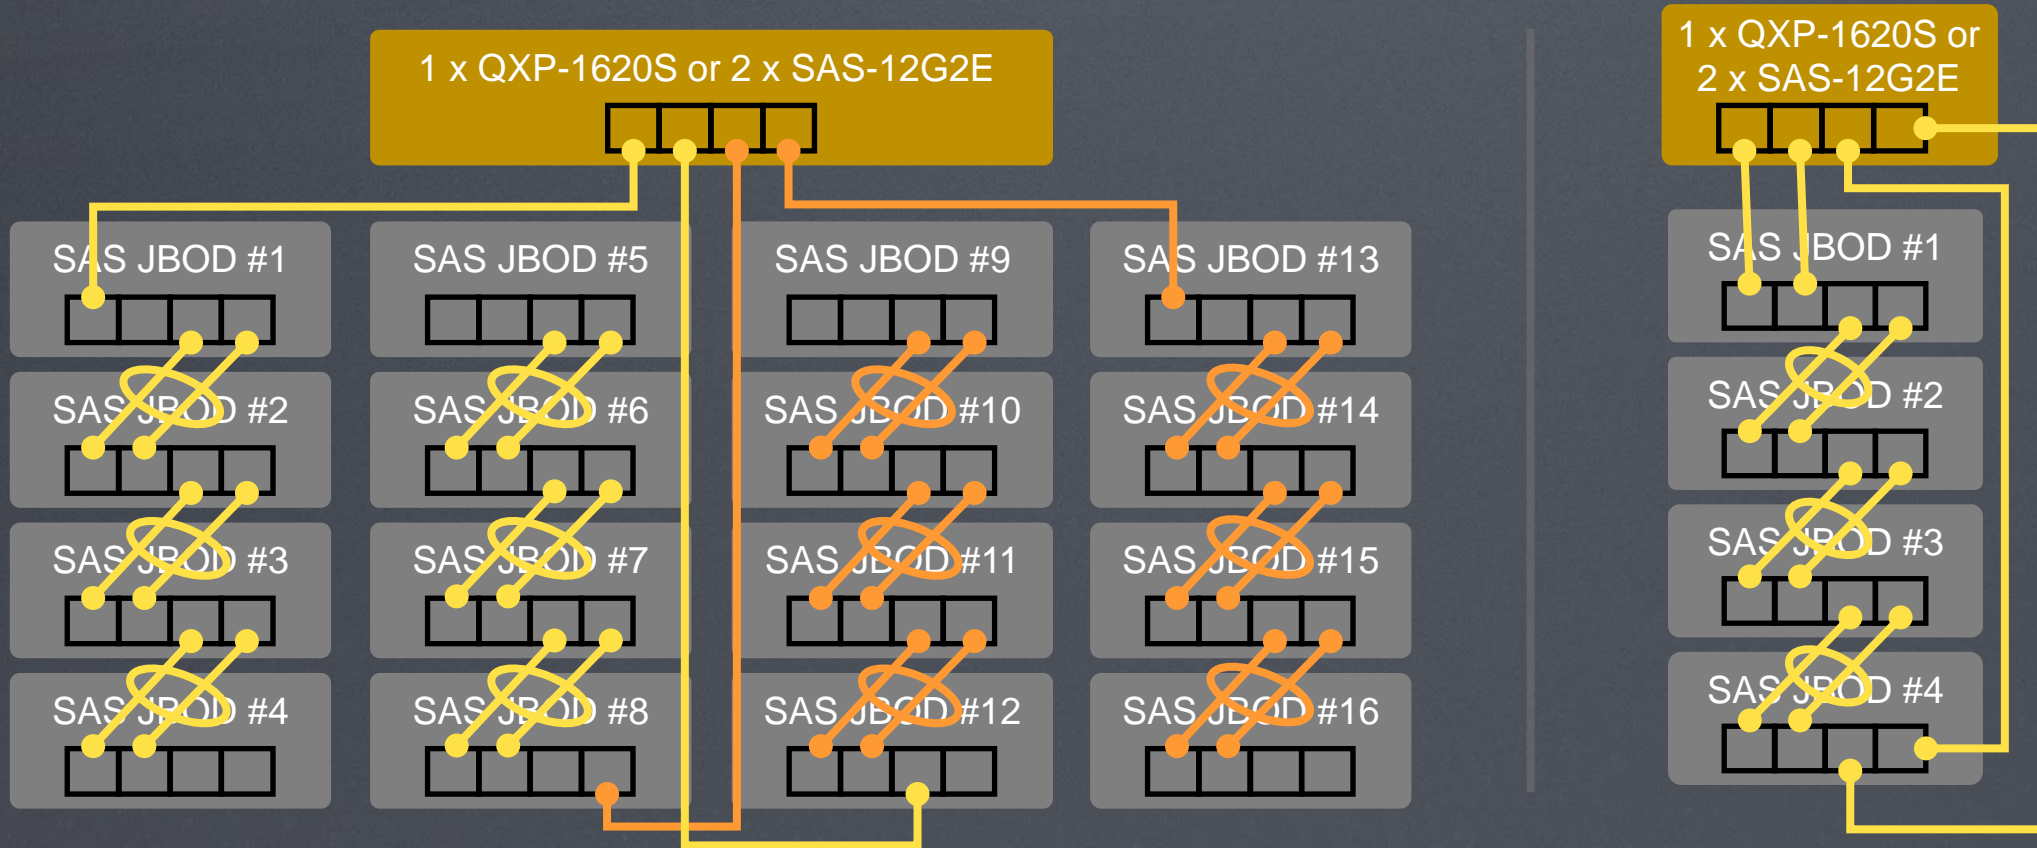 1 x QXP-1620S or 2 x SAS-12G2E
SAS JBOD #1
SAS JBOD #5
SAS JBOD #9
SAS JBOD #13
SAS JBOD #2
SAS JBOD #6
SAS JBOD #10
SAS JBOD #14
SAS JBOD #3
SAS JBOD #7
SAS JBOD #11
SAS JBOD #15
SAS JBOD #4
SAS JBOD #8
SAS JBOD #12
SAS JBOD #16
1 x QXP-1620S or
2 x SAS-12G2E
SAS JBOD #1
SAS JBOD #2
SAS JBOD #3
SAS JBOD #4